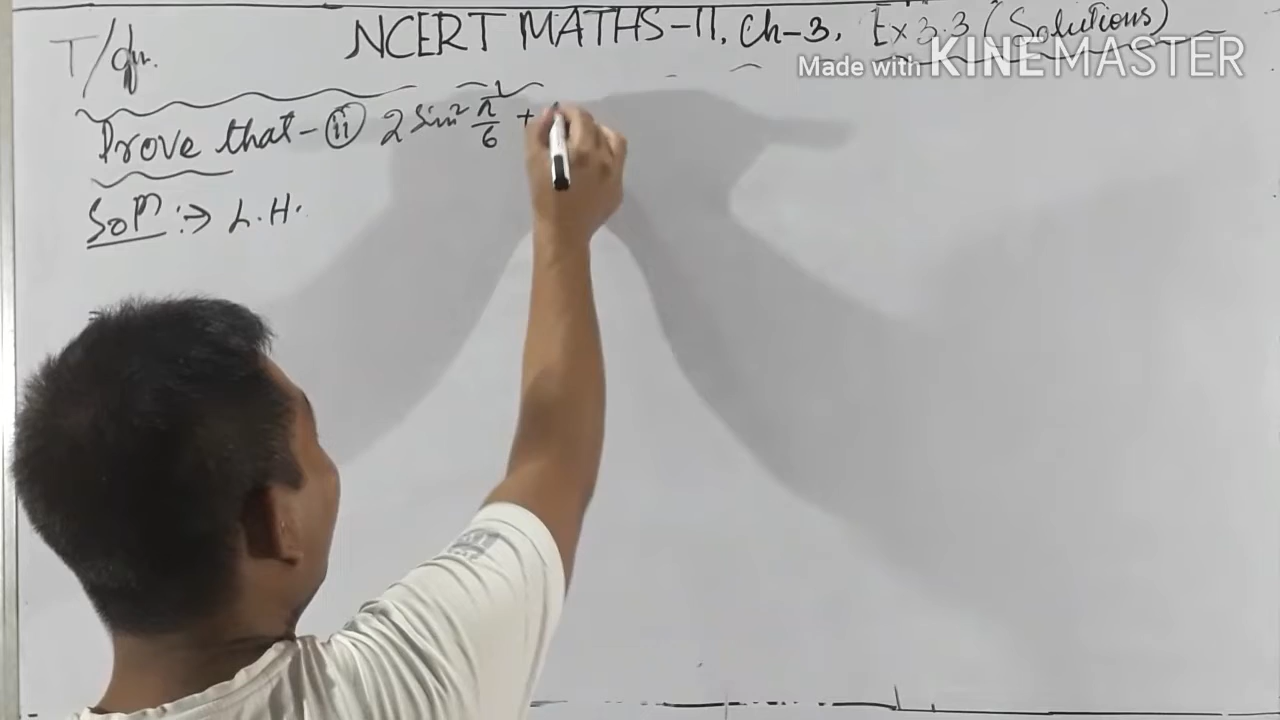 T/qn. NCERT MATHS-11, Ch-3, Ex 3.3 (Solutions)
Made with KINEMASTER
Prove that - (ii) 2 Sin² π/6 +
Solⁿ :→ L.H.